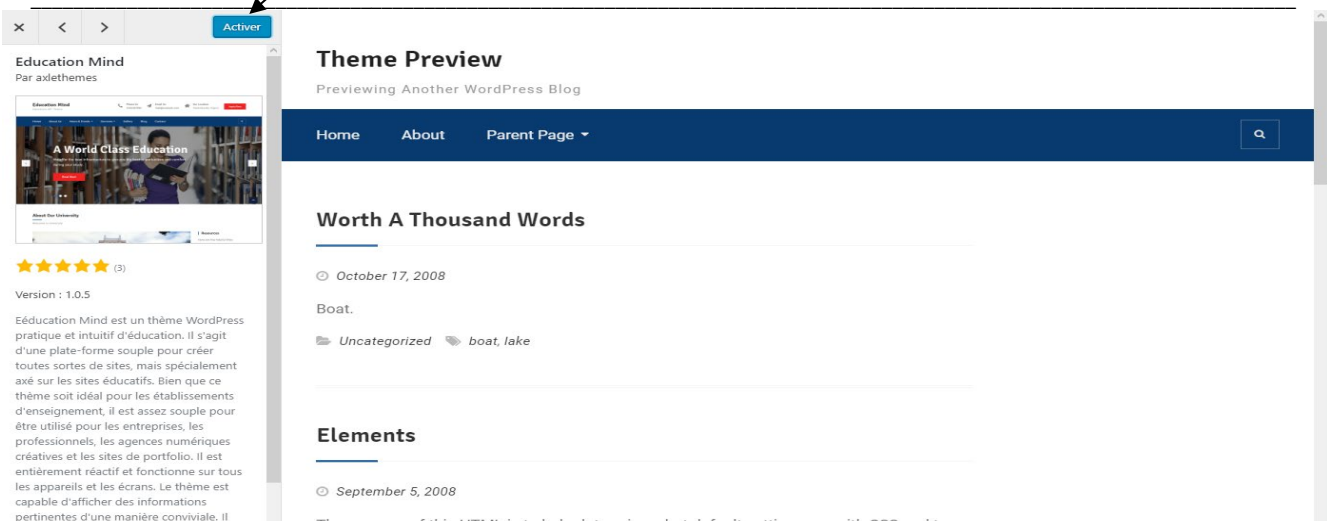 Activer
Education Mind
Par axlethemes
Education Mind
A World Class Education
About Our University
(3)
Version : 1.0.5
Eéducation Mind est un thème WordPress
pratique et intuitif d'éducation. Il s'agit
d'une plate-forme souple pour créer
toutes sortes de sites, mais spécialement
axé sur les sites éducatifs. Bien que ce
thème soit idéal pour les établissements
d'enseignement, il est assez souple pour
être utilisé pour les entreprises, les
professionnels, les agences numériques
créatives et les sites de portfolio. Il est
entièrement réactif et fonctionne sur tous
les appareils et les écrans. Le thème est
capable d'afficher des informations
pertinentes d'une manière conviviale. Il
Theme Preview
Previewing Another WordPress Blog
Home About Parent Page
Worth A Thousand Words
October 17, 2008
Boat.
Uncategorized boat, lake
Elements
September 5, 2008